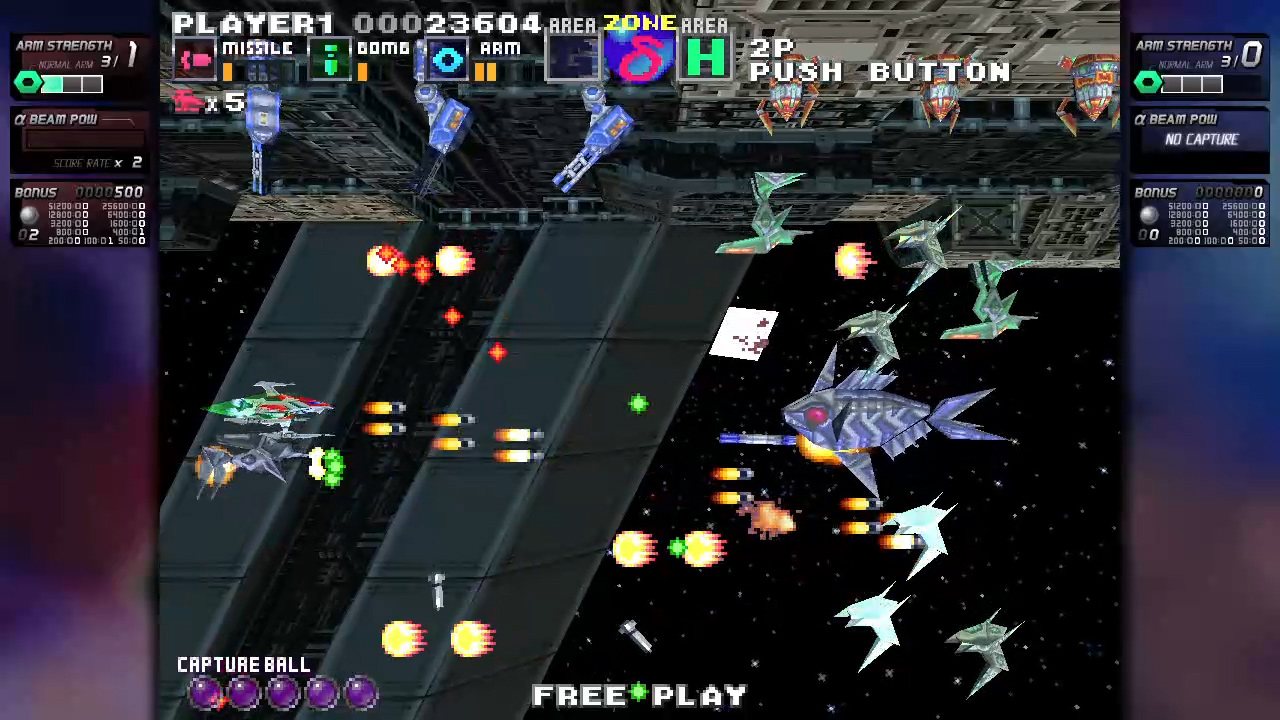 PLAYER1 00023604 AREA ZONE AREA
MISSILE BOMB ARM
δ H
2P
PUSH BUTTON
x5
ARM STRENGTH 1
NORMAL ARM 3/
α BEAM POW
SCORE RATE x 2
BONUS 0000500
02
ARM STRENGTH 0
NORMAL ARM 3/
α BEAM POW
NO CAPTURE
BONUS 0000000
00
CAPTURE BALL
FREE PLAY